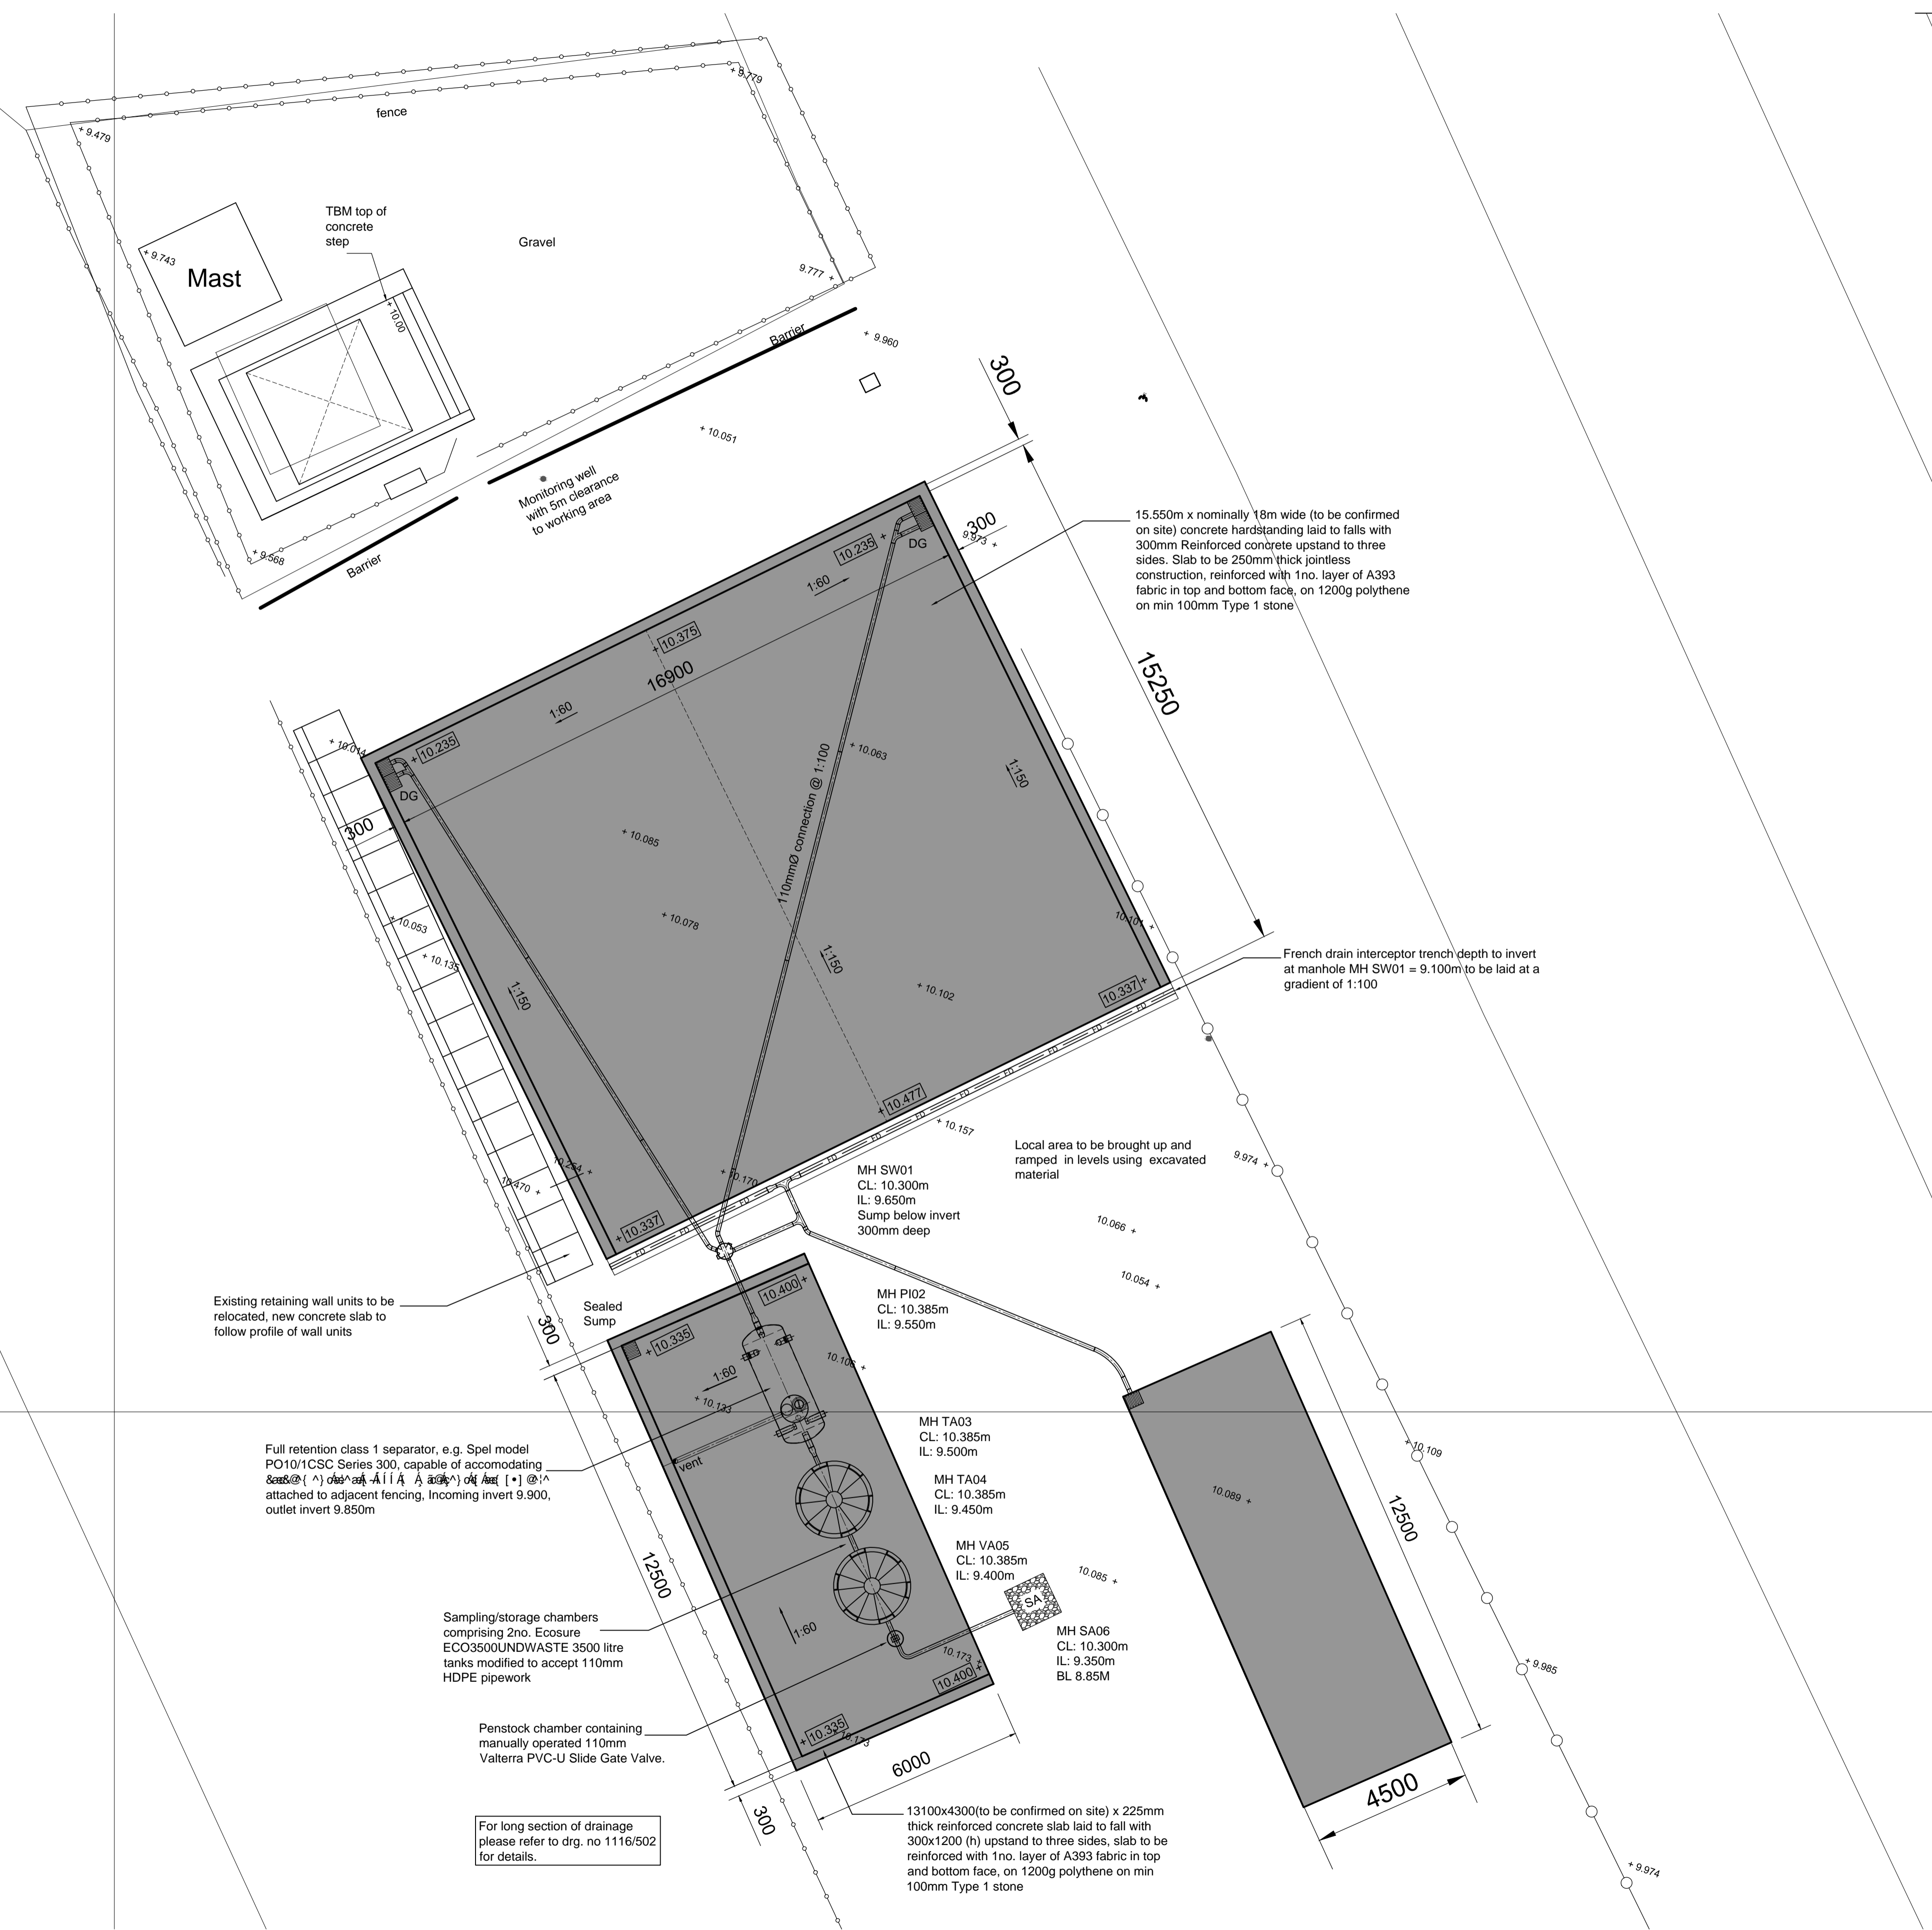 + 9.779
fence
+ 9.479
TBM top of
concrete
step
Gravel
+ 9.743
Mast
9.777 +
+ 10.00
Barrier
+ 9.960
300
+ 10.051
Monitoring well
with 5m clearance
to working area
+ 9.568
Barrier
15.550m x nominally 18m wide (to be confirmed
on site) concrete hardstanding laid to falls with
300mm Reinforced concrete upstand to three
sides. Slab to be 250mm thick jointless
construction, reinforced with 1no. layer of A393
fabric in top and bottom face, on 1200g polythene
on min 100mm Type 1 stone
300
9.973 +
DG
10.235 +
1:60
+ 10.375
16900
15250
1:60
+ 10.014
+ 10.235
DG
300
+ 10.063
110mmØ connection @ 1:100
1:150
+ 10.085
+ 10.078
+ 10.053
+ 10.135
1:150
1:150
10.101 +
+ 10.102
10.337 +
French drain interceptor trench depth to invert
at manhole MH SW01 = 9.100m to be laid at a
gradient of 1:100
+ 10.477
FD FD FD FD FD FD FD FD FD FD FD
+ 10.157
Local area to be brought up and
ramped in levels using excavated
material
9.974 +
10.254 +
10.470 +
+ 10.170
MH SW01
CL: 10.300m
IL: 9.650m
Sump below invert
300mm deep
+ 10.337
10.066 +
10.054 +
Existing retaining wall units to be
relocated, new concrete slab to
follow profile of wall units
Sealed
Sump
10.400 +
MH PI02
CL: 10.385m
IL: 9.550m
300
+ 10.335
1:60
10.106 +
+ 10.133
MH TA03
CL: 10.385m
IL: 9.500m
+ 10.109
Full retention class 1 separator, e.g. Spel model
PO10/1CSC Series 300, capable of accomodating
attached to adjacent fencing, Incoming invert 9.900,
outlet invert 9.850m
vent
MH TA04
CL: 10.385m
IL: 9.450m
10.089 +
12500
12500
MH VA05
CL: 10.385m
IL: 9.400m
10.085 +
SA
Sampling/storage chambers
comprising 2no. Ecosure
ECO3500UNDWASTE 3500 litre
tanks modified to accept 110mm
HDPE pipework
1:60
MH SA06
CL: 10.300m
IL: 9.350m
BL 8.85M
10.173 +
10.400 +
+ 9.985
Penstock chamber containing
manually operated 110mm
Valterra PVC-U Slide Gate Valve.
+ 10.335
+ 10.173
6000
4500
300
For long section of drainage
please refer to drg. no 1116/502
for details.
13100x4300(to be confirmed on site) x 225mm
thick reinforced concrete slab laid to fall with
300x1200 (h) upstand to three sides, slab to be
reinforced with 1no. layer of A393 fabric in top
and bottom face, on 1200g polythene on min
100mm Type 1 stone
+ 9.974